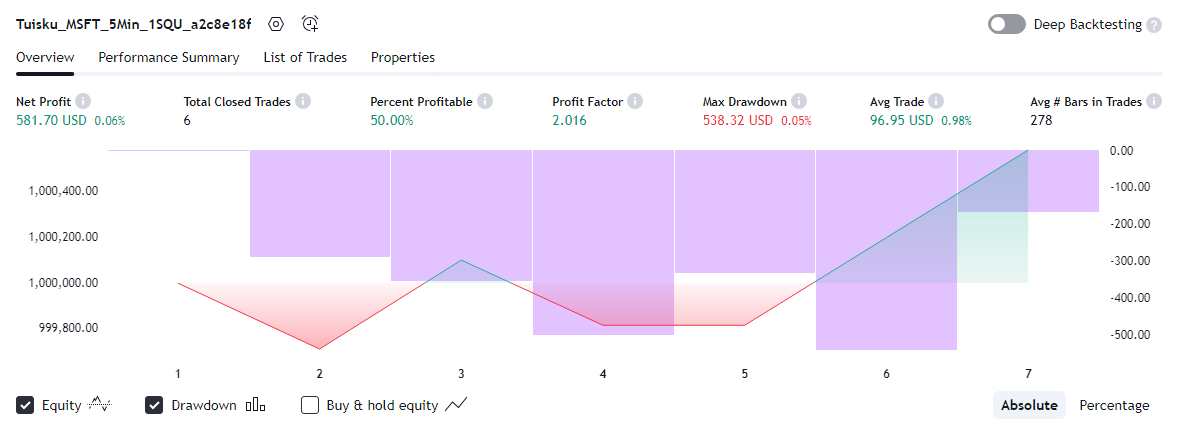 Tuisku_MSFT_5Min_1SQU_a2c8e18f Deep Backtesting ?
Overview Performance Summary List of Trades Properties
Net Profit i Total Closed Trades i Percent Profitable i Profit Factor i Max Drawdown i Avg Trade i Avg # Bars in Trades i
581.70 USD 0.06% 6 50.00% 2.016 538.32 USD 0.05% 96.95 USD 0.98% 278
0.00
1,000,400.00 -100.00
-200.00
1,000,200.00
-300.00
1,000,000.00
-400.00
999,800.00 -500.00
1 2 3 4 5 6 7
Equity Drawdown Buy & hold equity Absolute Percentage